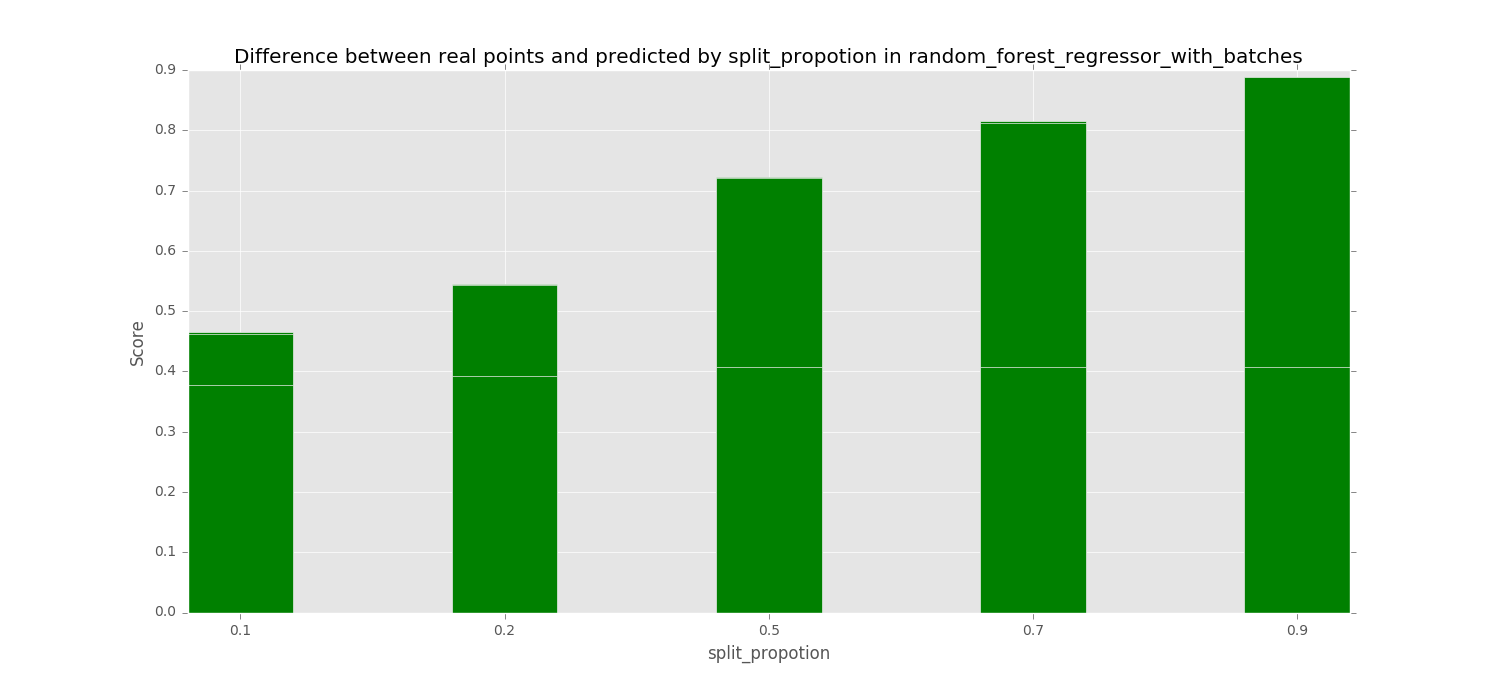 Difference between real points and predicted by split_propotion in random_forest_regressor_with_batches
0.9
0.8
0.7
0.6
0.5
0.4
0.3
0.2
0.1
0.0
Score
0.1 0.2 0.5 0.7 0.9
split_propotion